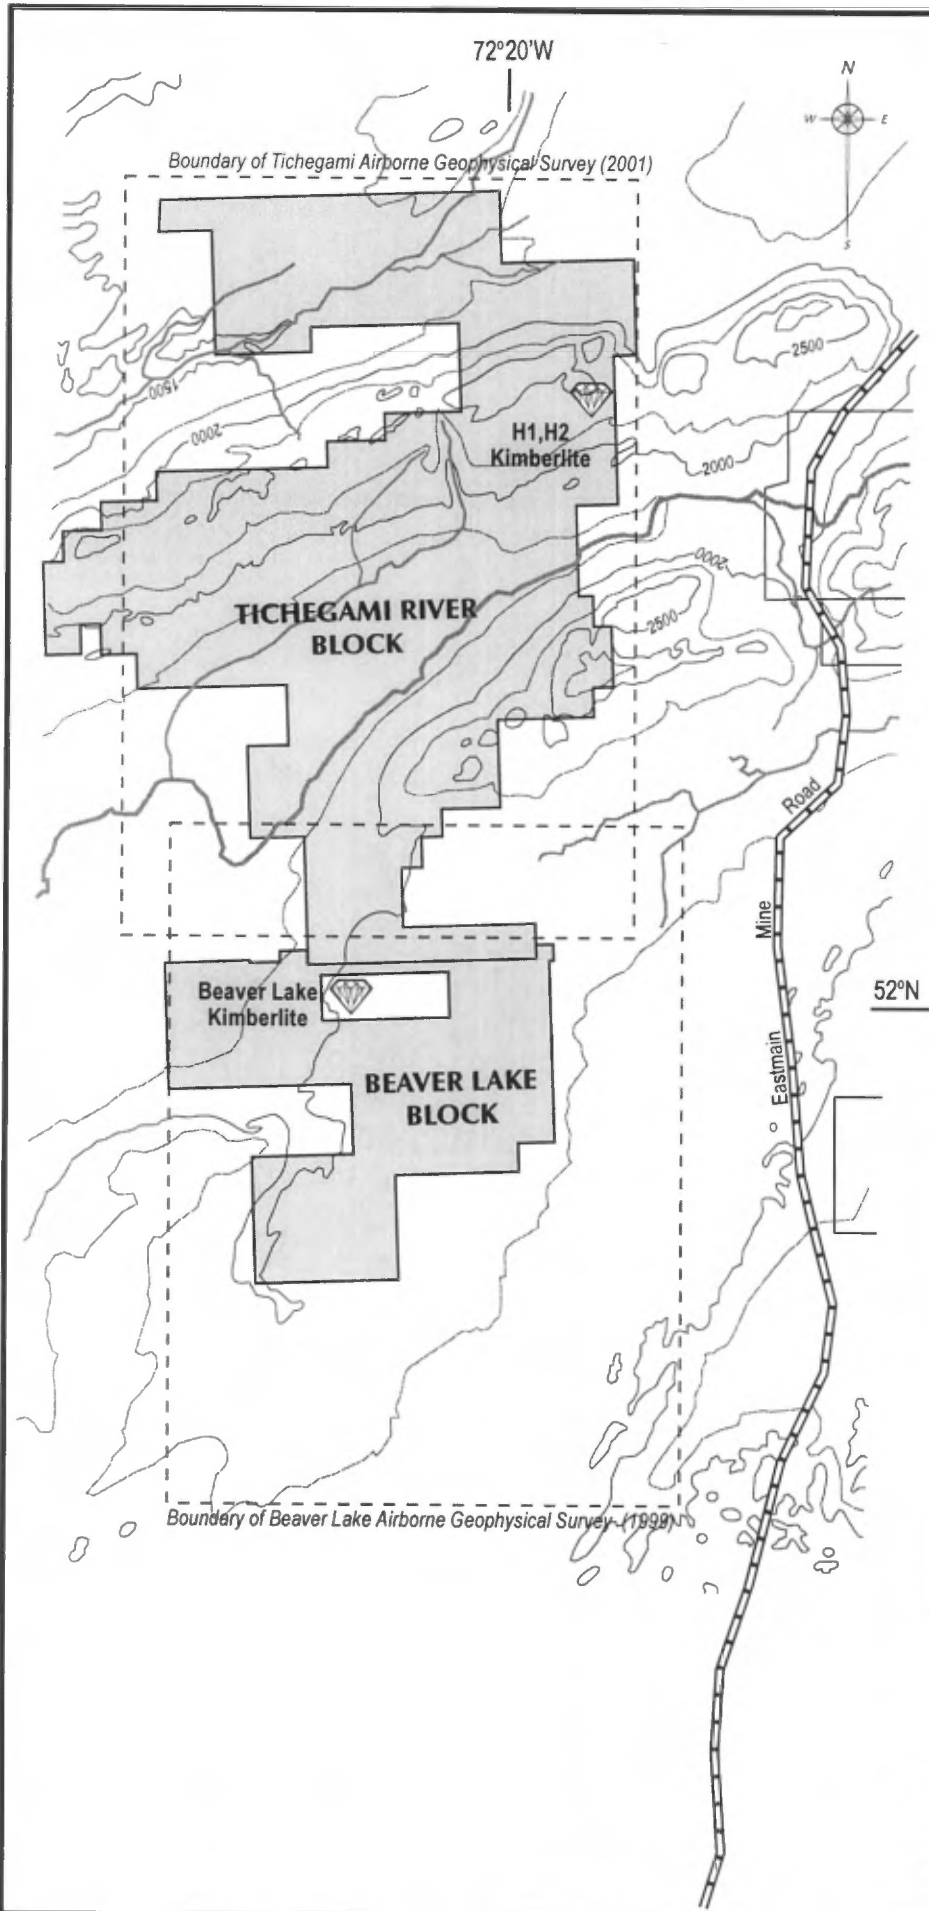 72°20'W
N
W
E
S
Boundary of Tichegami Airborne Geophysical Survey (2001)
2500
1500
2000
H1,H2
Kimberlite
2000
2000
2500
TICHEGAMI RIVER
BLOCK
Road
Mine
Eastmain
52°N
Beaver Lake
Kimberlite
BEAVER LAKE
BLOCK
Boundary of Beaver Lake Airborne Geophysical Survey (1999)